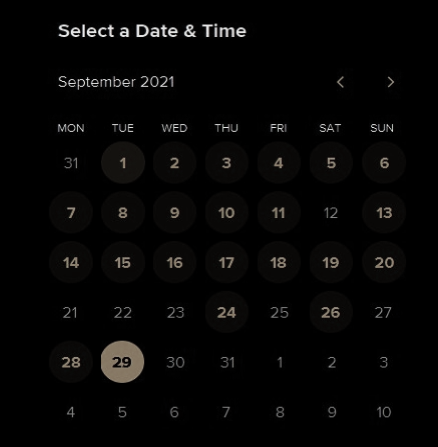 Select a Date & Time
September 2021
MON TUE WED THU FRI SAT SUN
31 1 2 3 4 5 6
7 8 9 10 11 12 13
14 15 16 17 18 19 20
21 22 23 24 25 26 27
28 29 30 31 1 2 3
4 5 6 7 8 9 10